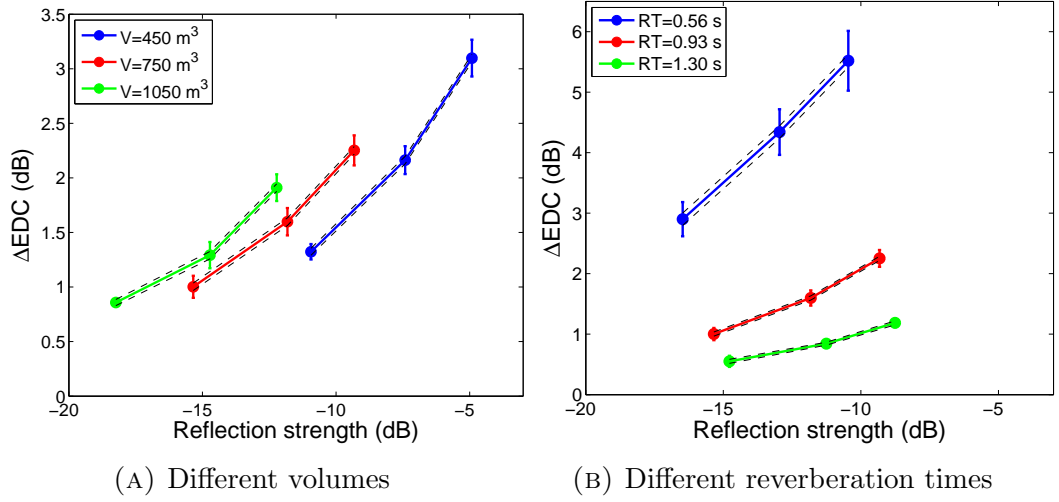 3.5
3
2.5
2
1.5
1
0.5
0
ΔEDC (dB)
V=450 m³
V=750 m³
V=1050 m³
−20
−15
−10
−5
Reflection strength (dB)
(A) Different volumes
6
5
4
3
2
1
0
ΔEDC (dB)
RT=0.56 s
RT=0.93 s
RT=1.30 s
−20
−15
−10
−5
Reflection strength (dB)
(B) Different reverberation times